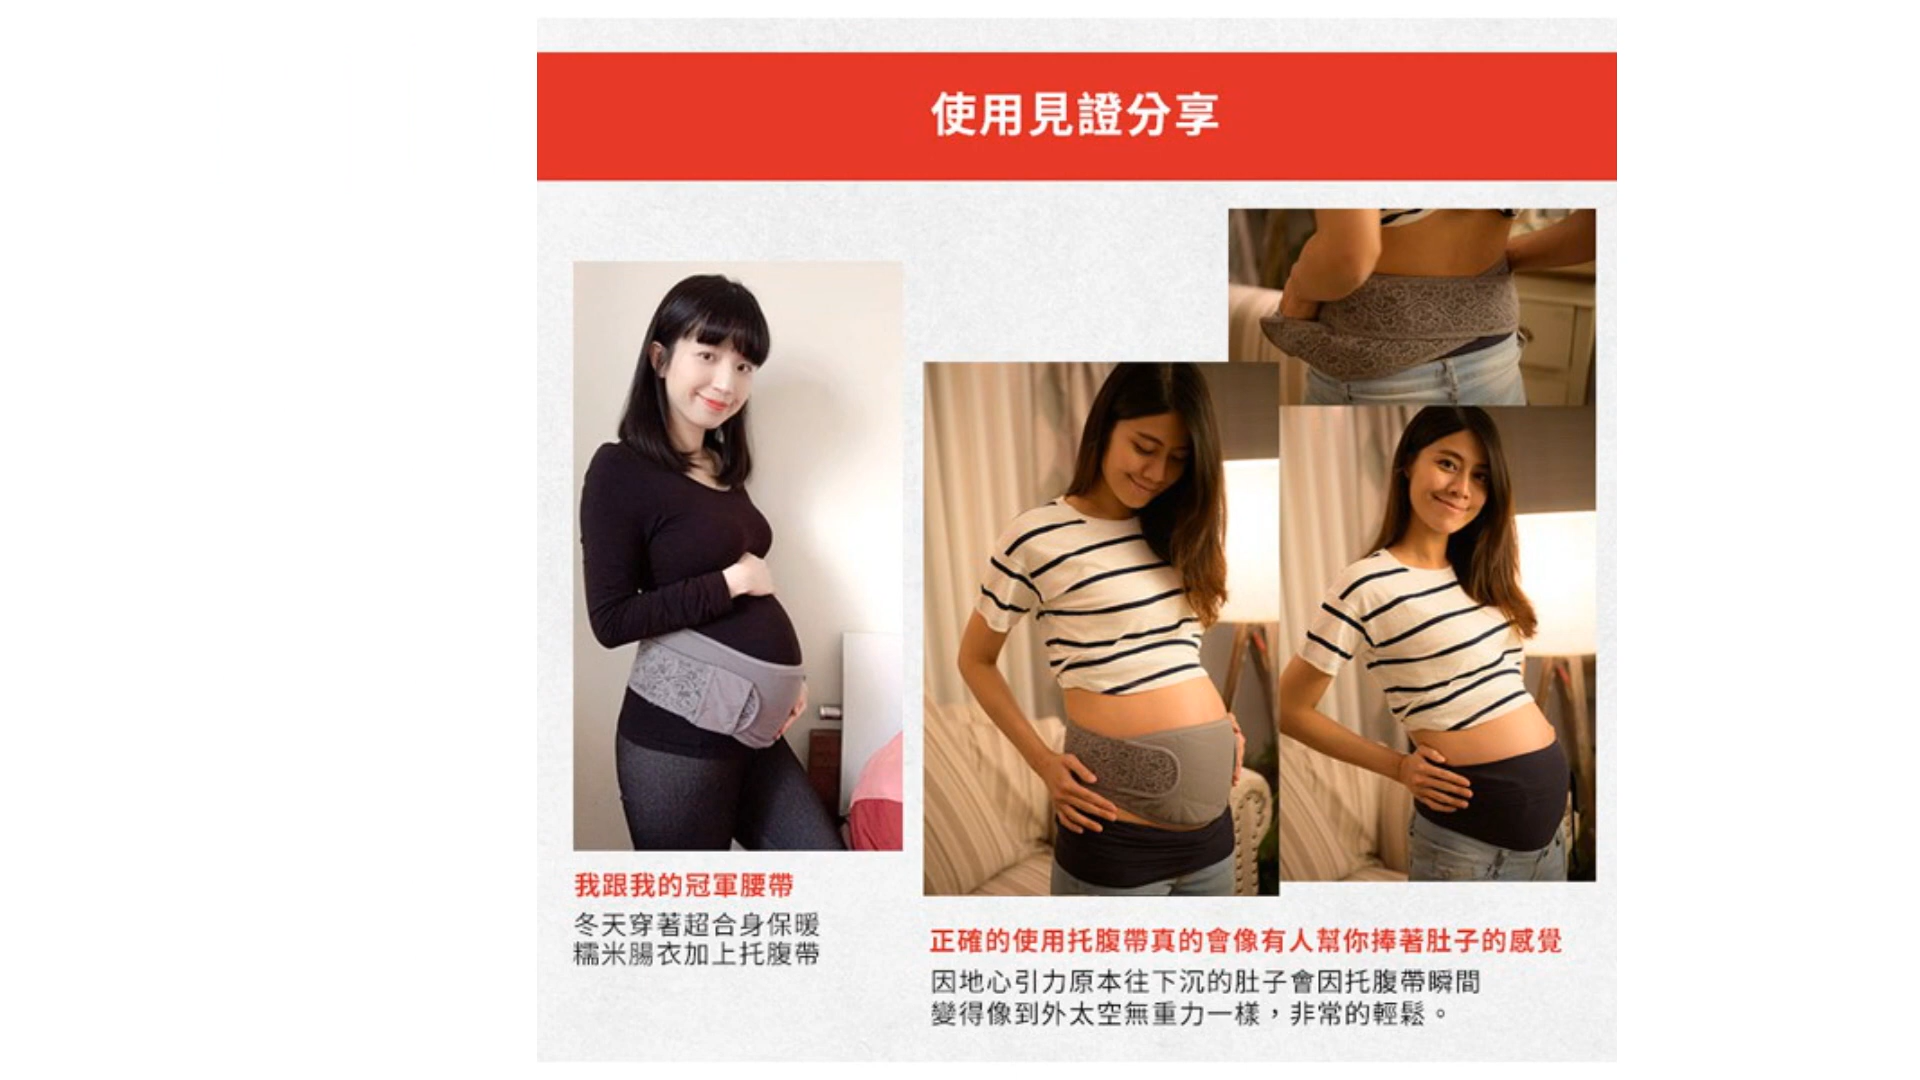 使用見證分享
我跟我的冠軍腰帶
冬天穿著超合身保暖
糯米腸衣加上托腹帶
正確的使用托腹帶真的會像有人幫你捧著肚子的感覺
因地心引力原本往下沉的肚子會因托腹帶瞬間
變得像到外太空無重力一樣，非常的輕鬆。